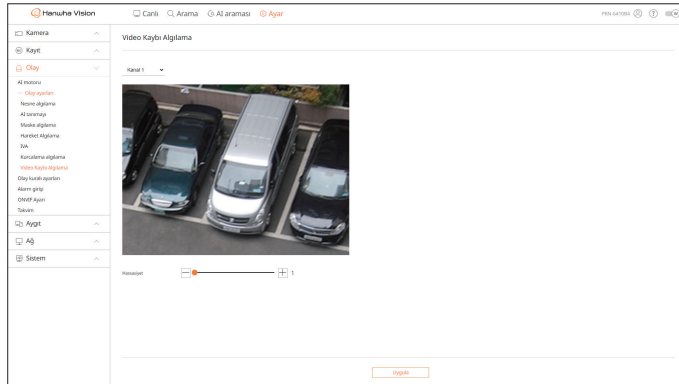 Hanwha Vision
Canlı
Arama
AI araması
Ayar
PRN-6410B4
Kamera
Kayıt
Olay
AI motoru
Olay ayarları
Nesne algılama
AI tanımayı
Maske algılama
Hareket Algılama
IVA
Kurcalama algılama
Video Kaybı Algılama
Olay kuralı ayarları
Alarm girişi
ONVIF Ayarı
Takvim
Aygıt
Ağ
Sistem
Video Kaybı Algılama
Kanal 1
Hassasiyet
1
Uygula